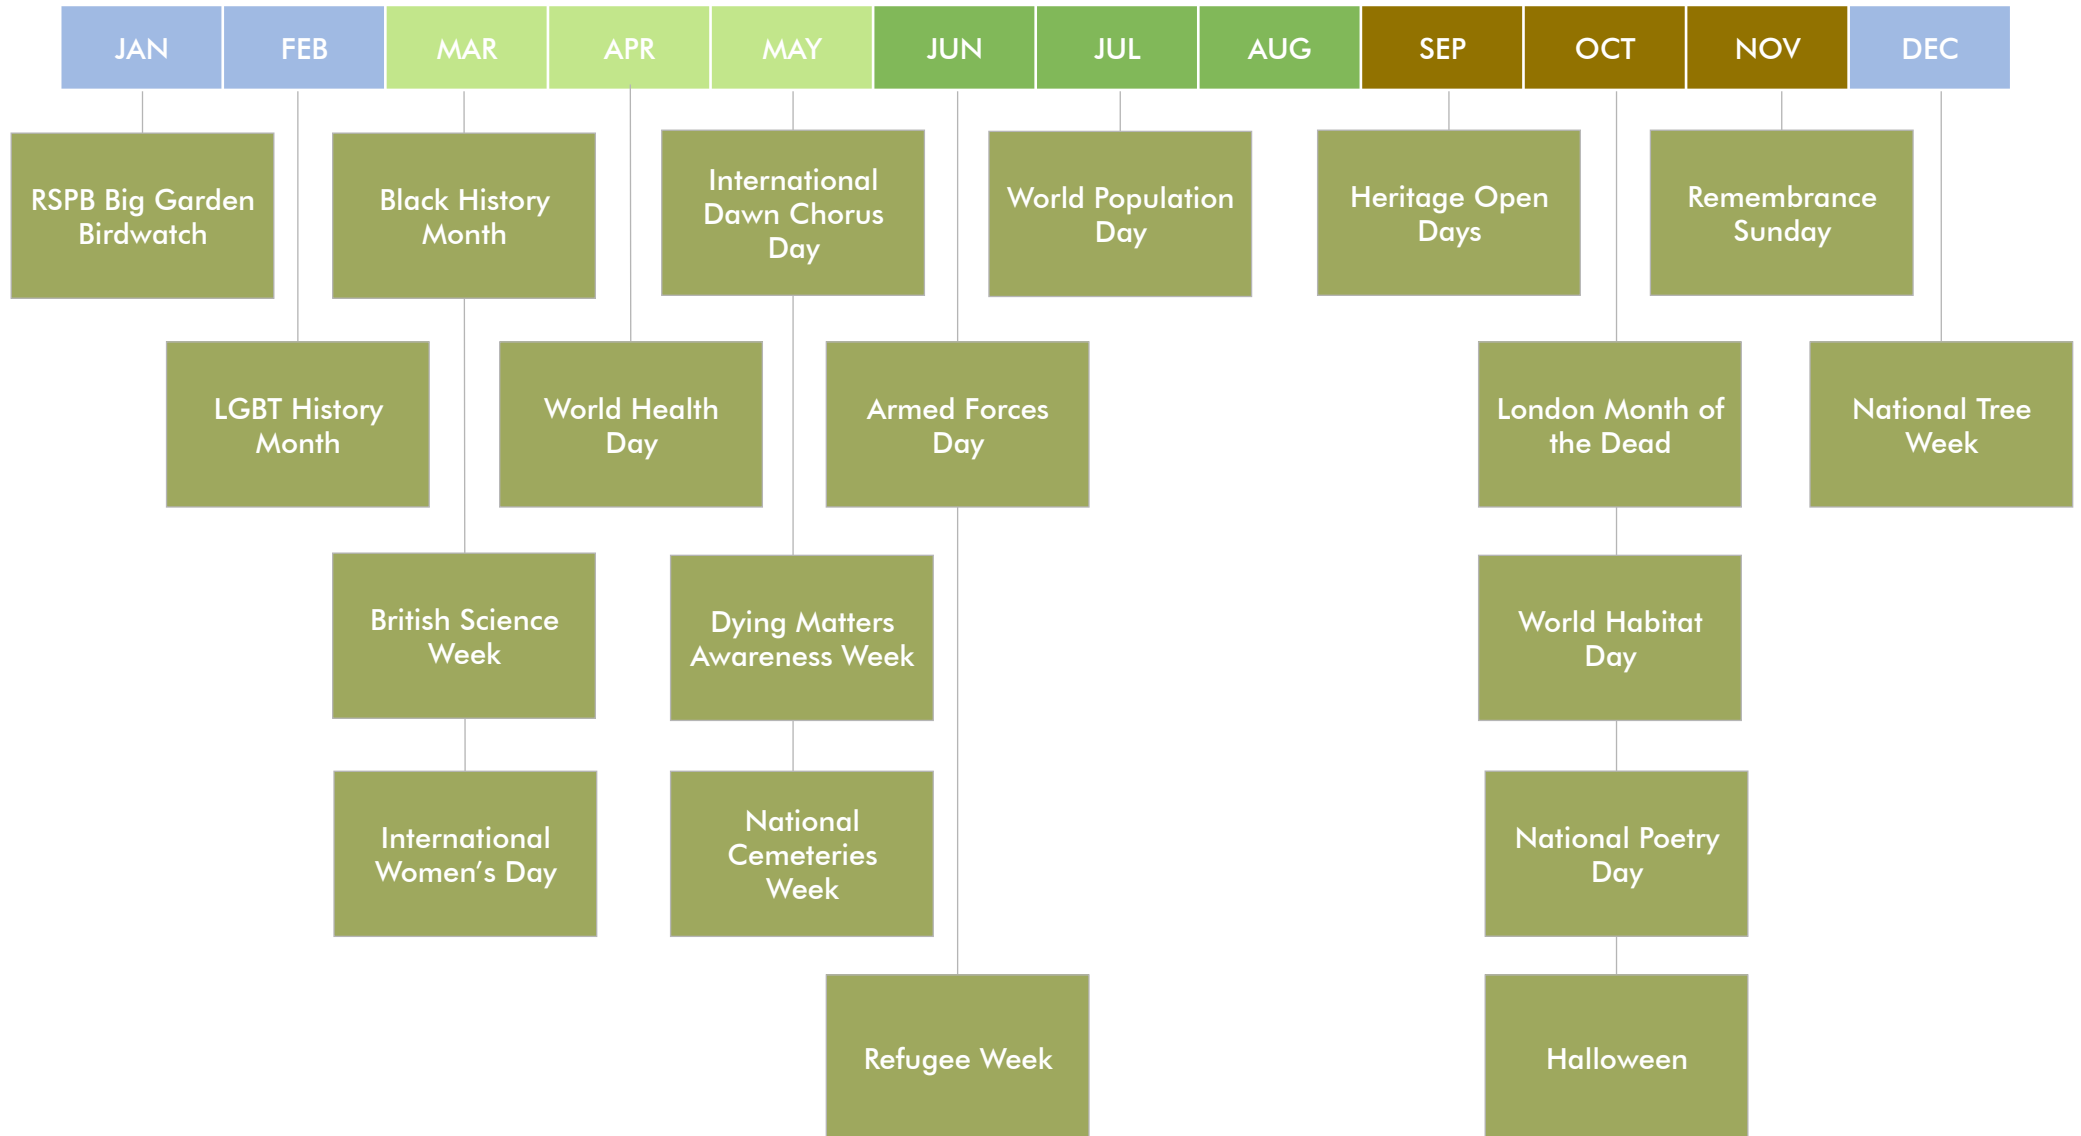 JAN FEB MAR APR MAY JUN JUL AUG SEP OCT NOV DEC
RSPB Big Garden
Birdwatch
Black History
Month
International
Dawn Chorus
Day
World Population
Day
Heritage Open
Days
Remembrance
Sunday
LGBT History
Month
World Health
Day
Armed Forces
Day
London Month of
the Dead
National Tree
Week
British Science
Week
Dying Matters
Awareness Week
World Habitat
Day
International
Women’s Day
National
Cemeteries
Week
National Poetry
Day
Refugee Week
Halloween